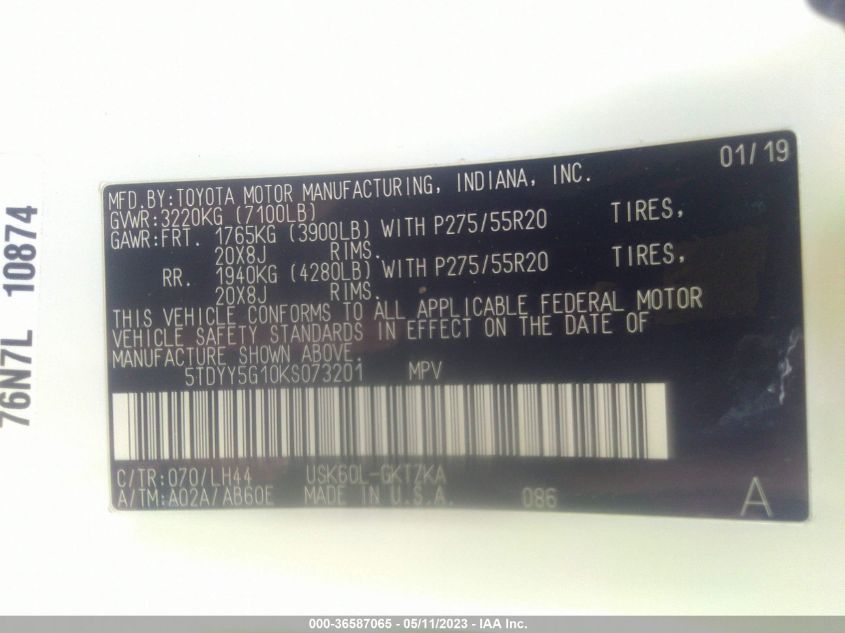 01/19
MFD.BY:TOYOTA MOTOR MANUFACTURING, INDIANA, INC.
GVWR:3220KG (7100LB)
GAWR:FRT. 1765KG (3900LB) WITH P275/55R20 TIRES,
20X8J RIMS.
RR. 1940KG (4280LB) WITH P275/55R20 TIRES,
20X8J RIMS.
THIS VEHICLE CONFORMS TO ALL APPLICABLE FEDERAL MOTOR
VEHICLE SAFETY STANDARDS IN EFFECT ON THE DATE OF
MANUFACTURE SHOWN ABOVE.
5TDYY5G10KS073201 MPV
C/TR:070/LH44 USK60L-GKTZKA
A/TM:A02A/AB60E MADE IN U.S.A. 086 A
76N7L 10874
000-36587065 - 05/11/2023 - IAA Inc.